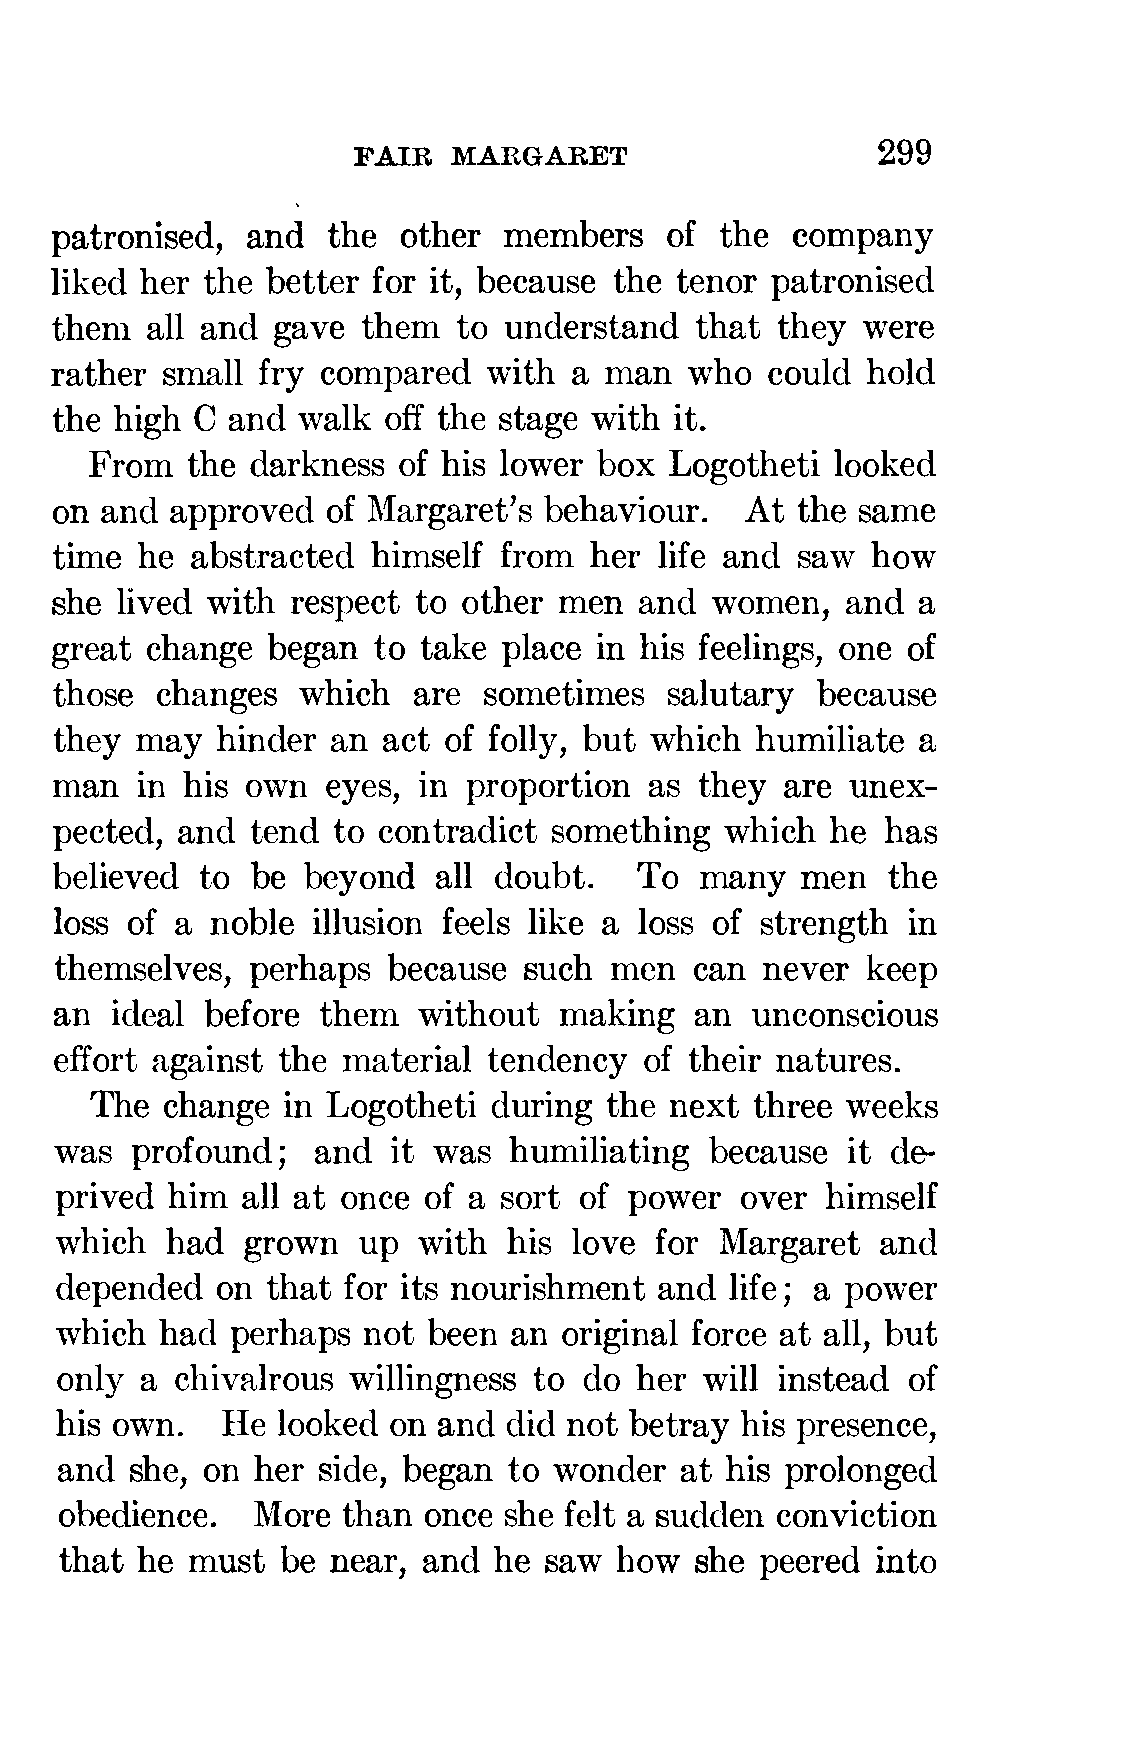 FAIR MARGARET 299
patronised, and the other members of the company
liked her the better for it, because the tenor patronised
them all and gave them to understand that they were
rather small fry compared with a man who could hold
the high C and walk off the stage with it.
From the darkness of his lower box Logotheti looked
on and approved of Margaret's behaviour. At the same
time he abstracted himself from her life and saw how
she lived with respect to other men and women, and a
great change began to take place in his feelings, one of
those changes which are sometimes salutary because
they may hinder an act of folly, but which humiliate a
man in his own eyes, in proportion as they are unex-
pected, and tend to contradict something which he has
believed to be beyond all doubt. To many men the
loss of a noble illusion feels like a loss of strength in
themselves, perhaps because such men can never keep
an ideal before them without making an unconscious
effort against the material tendency of their natures.
The change in Logotheti during the next three weeks
was profound; and it was humiliating because it de-
prived him all at once of a sort of power over himself
which had grown up with his love for Margaret and
depended on that for its nourishment and life; a power
which had perhaps not been an original force at all, but
only a chivalrous willingness to do her will instead of
his own. He looked on and did not betray his presence,
and she, on her side, began to wonder at his prolonged
obedience. More than once she felt a sudden conviction
that he must be near, and he saw how she peered into